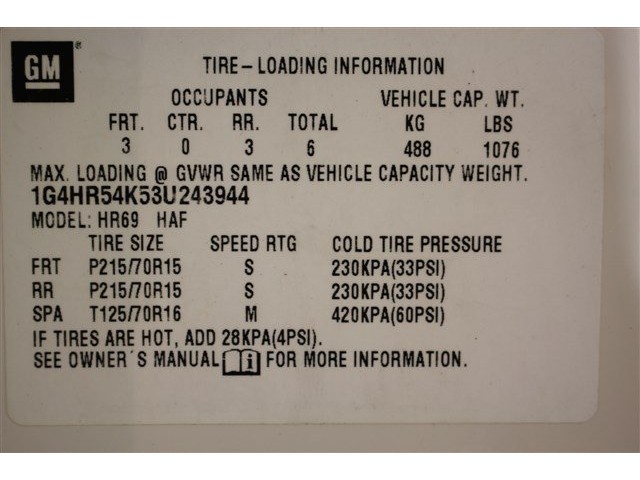 GM ®
TIRE-LOADING INFORMATION
OCCUPANTS VEHICLE CAP. WT.
FRT. CTR. RR. TOTAL KG LBS
3 0 3 6 488 1076
MAX. LOADING @ GVWR SAME AS VEHICLE CAPACITY WEIGHT.
1G4HR54K53U243944
MODEL: HR69 HAF
TIRE SIZE SPEED RTG COLD TIRE PRESSURE
FRT P215/70R15 S 230KPA(33PSI)
RR P215/70R15 S 230KPA(33PSI)
SPA T125/70R16 M 420KPA(60PSI)
IF TIRES ARE HOT, ADD 28KPA(4PSI).
SEE OWNER'S MANUAL i FOR MORE INFORMATION.